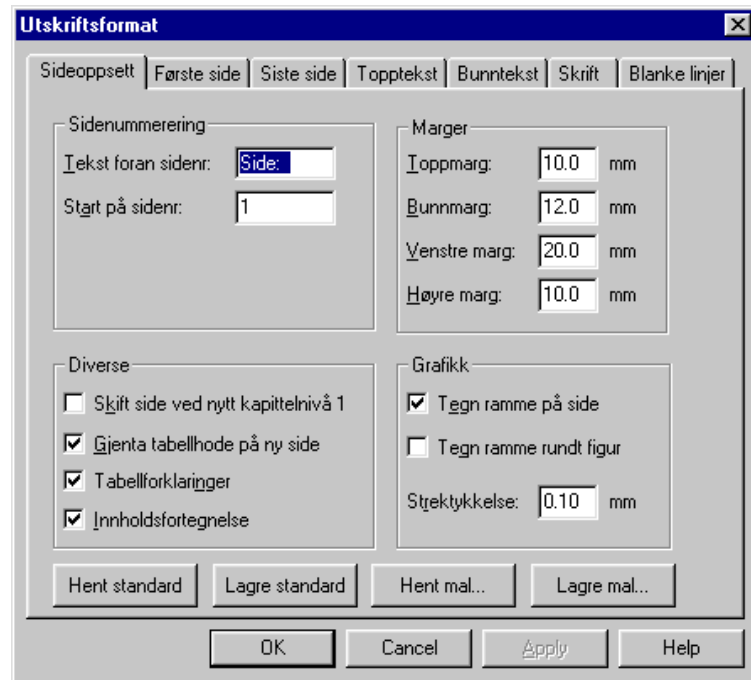 Utskriftsformat
Sideoppsett Første side Siste side Topptekst Bunntekst Skrift Blanke linjer
Sidenummerering
Tekst foran sidenr: Side:
Start på sidenr: 1
Marger
Toppmarg: 10.0 mm
Bunnmarg: 12.0 mm
Venstre marg: 20.0 mm
Høyre marg: 10.0 mm
Diverse
Skift side ved nytt kapittelnivå 1
Gjenta tabellhode på ny side
Tabellforklaringer
Innholdsfortegnelse
Grafikk
Tegn ramme på side
Tegn ramme rundt figur
Strektykkelse: 0.10 mm
Hent standard Lagre standard Hent mal... Lagre mal...
OK Cancel Apply Help